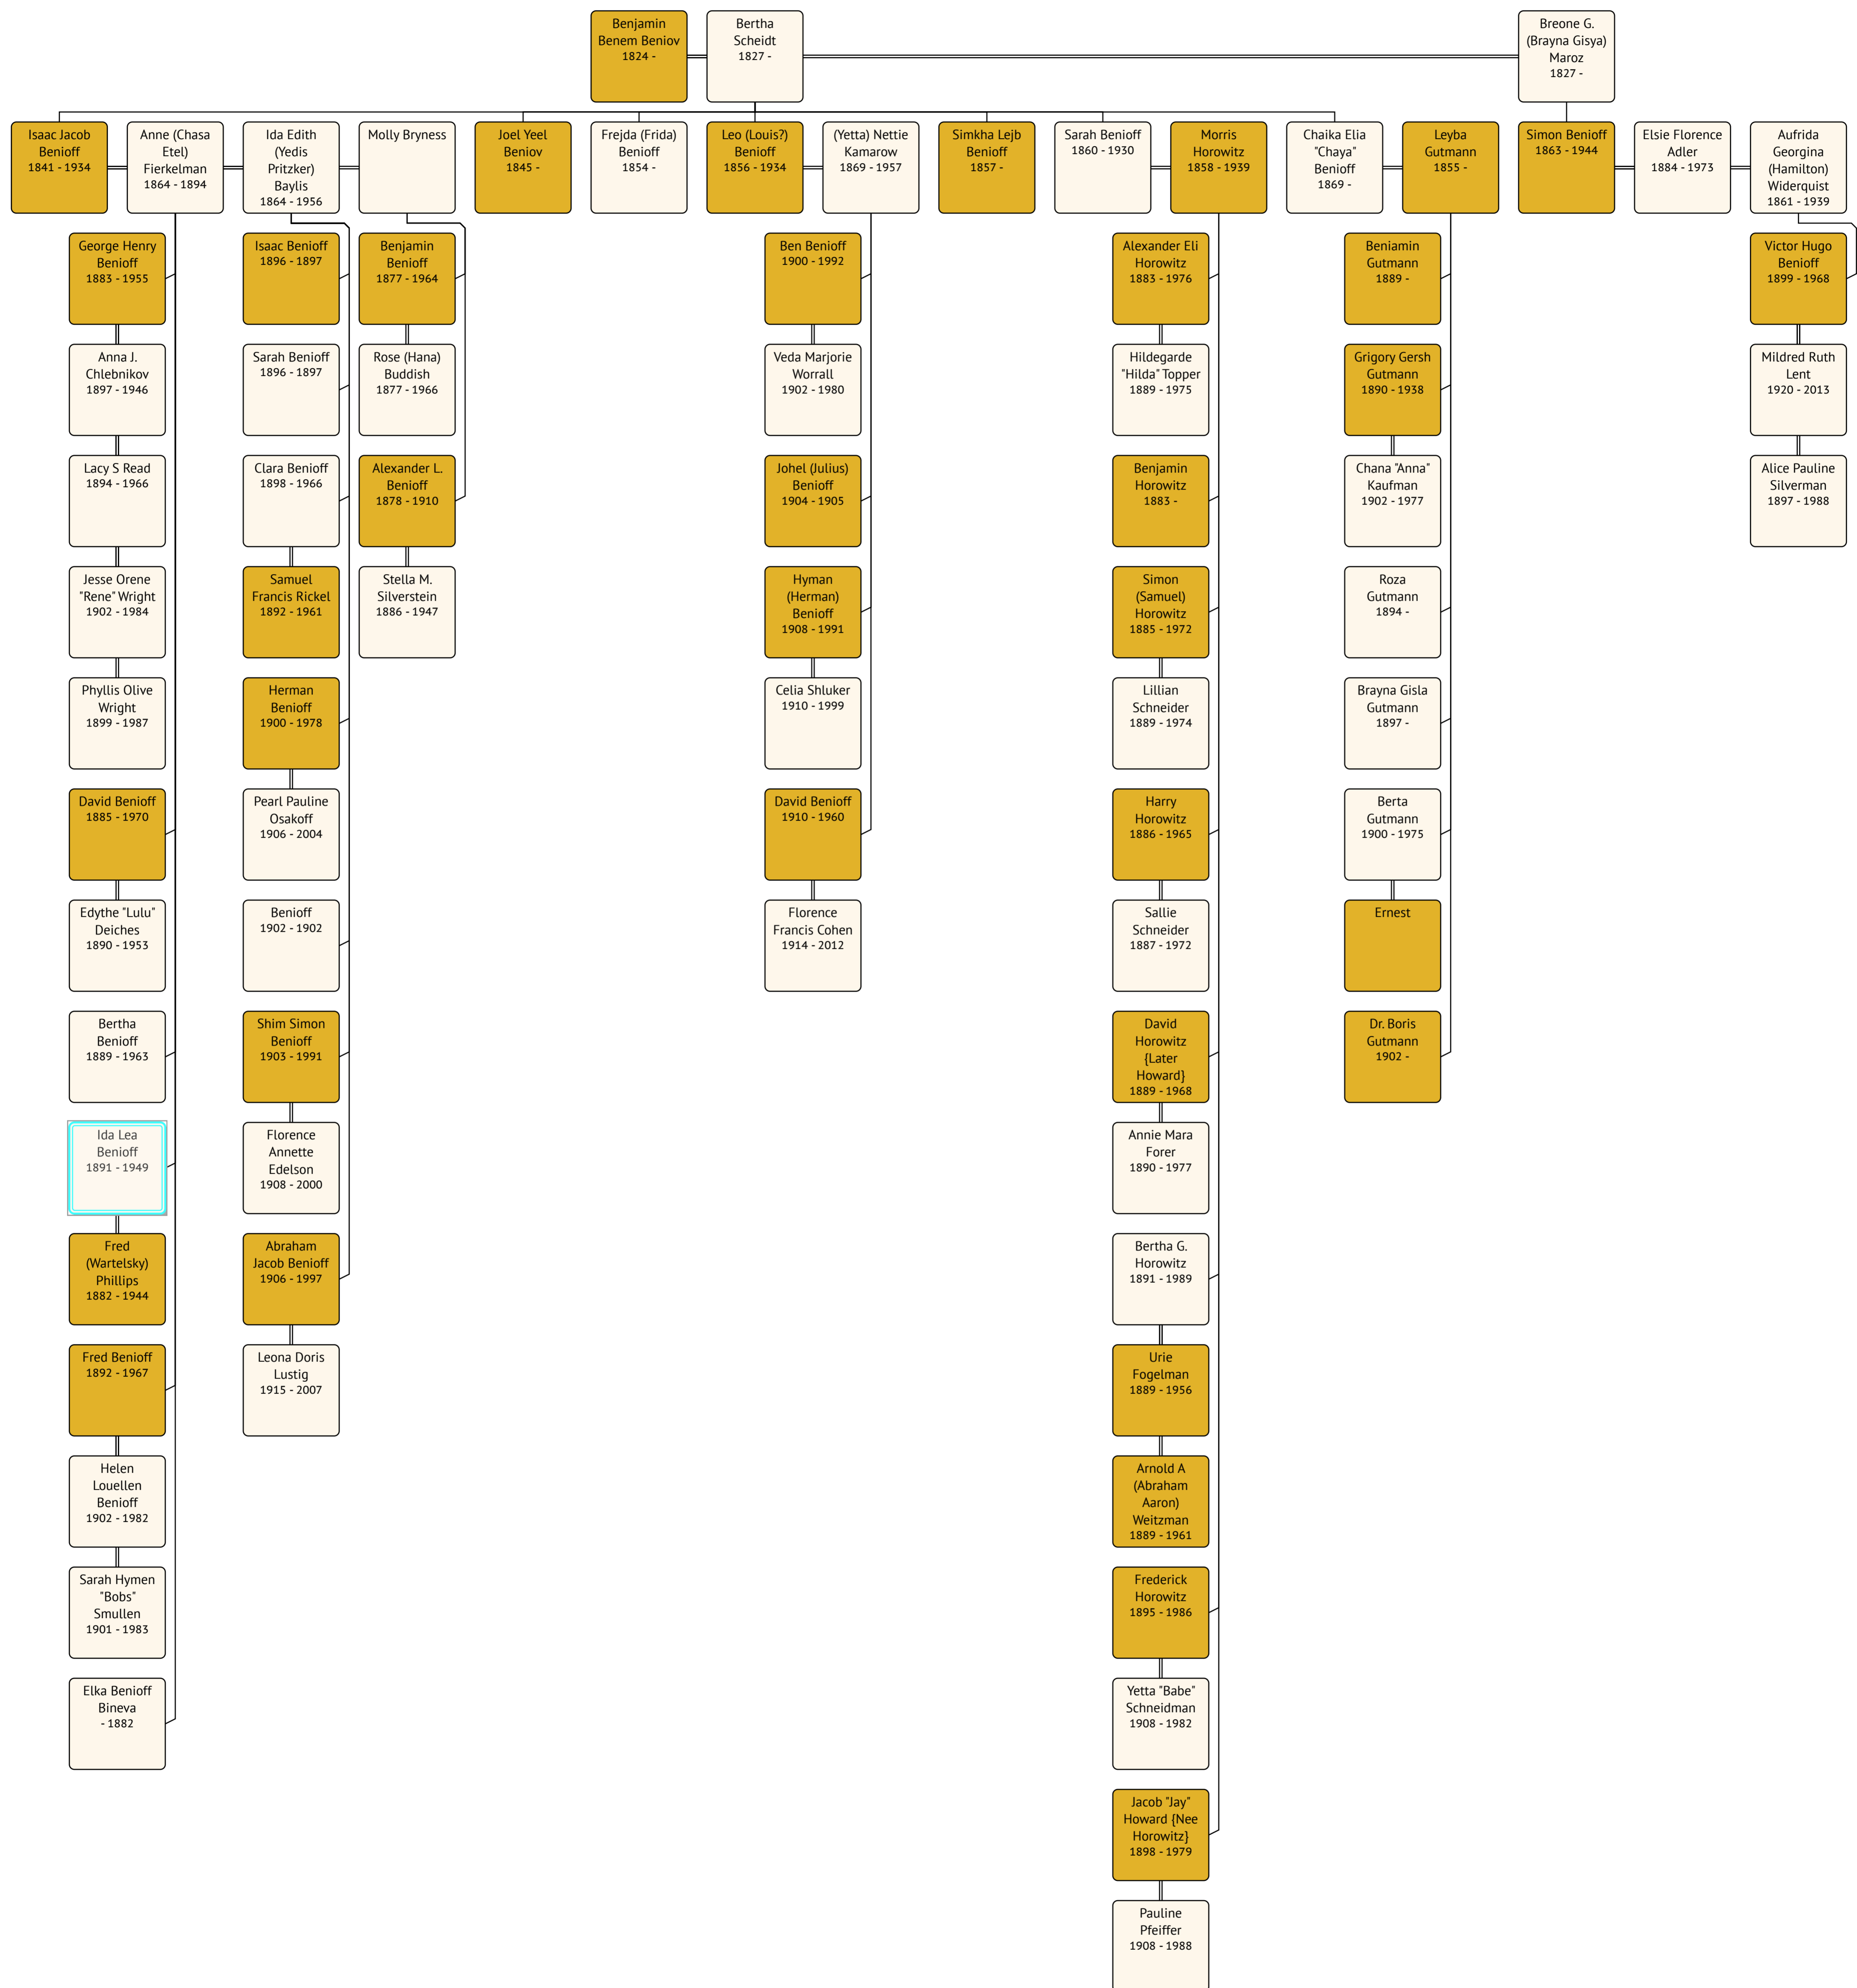 Benjamin
Benem Beniov
1824 -
Bertha
Scheidt
1827 -
Breone G.
(Brayna Gisya)
Maroz
1827 -
Isaac Jacob
Benioff
1841 - 1934
Anne (Chasa
Etel)
Fierkelman
1864 - 1894
Ida Edith
(Yedis
Pritzker)
Baylis
1864 - 1956
Molly Bryness
Joel Yeel
Beniov
1845 -
Frejda (Frida)
Benioff
1854 -
Leo (Louis?)
Benioff
1856 - 1934
(Yetta) Nettie
Kamarow
1869 - 1957
Simkha Lejb
Benioff
1857 -
Sarah Benioff
1860 - 1930
Morris
Horowitz
1858 - 1939
Chaika Elia
"Chaya"
Benioff
1869 -
Leyba
Gutmann
1855 -
Simon Benioff
1863 - 1944
Elsie Florence
Adler
1884 - 1973
Aufrida
Georgina
(Hamilton)
Widerquist
1861 - 1939
George Henry
Benioff
1883 - 1955
Anna J.
Chlebnikov
1897 - 1946
Lacy S Read
1894 - 1966
Jesse Orene
"Rene" Wright
1902 - 1984
Phyllis Olive
Wright
1899 - 1987
David Benioff
1885 - 1970
Edythe "Lulu"
Deiches
1890 - 1953
Bertha
Benioff
1889 - 1963
Ida Lea
Benioff
1891 - 1949
Fred
(Wartelsky)
Phillips
1882 - 1944
Fred Benioff
1892 - 1967
Helen
Louellen
Benioff
1902 - 1982
Sarah Hymen
"Bobs"
Smullen
1901 - 1983
Elka Benioff
Bineva
- 1882
Isaac Benioff
1896 - 1897
Sarah Benioff
1896 - 1897
Clara Benioff
1898 - 1966
Samuel
Francis Rickel
1892 - 1961
Herman
Benioff
1900 - 1978
Pearl Pauline
Osakoff
1906 - 2004
Benioff
1902 - 1902
Shim Simon
Benioff
1903 - 1991
Florence
Annette
Edelson
1908 - 2000
Abraham
Jacob Benioff
1906 - 1997
Leona Doris
Lustig
1915 - 2007
Benjamin
Benioff
1877 - 1964
Rose (Hana)
Buddish
1877 - 1966
Alexander L.
Benioff
1878 - 1910
Stella M.
Silverstein
1886 - 1947
Ben Benioff
1900 - 1992
Veda Marjorie
Worrall
1902 - 1980
Johel (Julius)
Benioff
1904 - 1905
Hyman
(Herman)
Benioff
1908 - 1991
Celia Shluker
1910 - 1999
David Benioff
1910 - 1960
Florence
Francis Cohen
1914 - 2012
Alexander Eli
Horowitz
1883 - 1976
Hildegarde
"Hilda" Topper
1889 - 1975
Benjamin
Horowitz
1883 -
Simon
(Samuel)
Horowitz
1885 - 1972
Lillian
Schneider
1889 - 1974
Harry
Horowitz
1886 - 1965
Sallie
Schneider
1887 - 1972
David
Horowitz
{Later
Howard}
1889 - 1968
Annie Mara
Forer
1890 - 1977
Bertha G.
Horowitz
1891 - 1989
Urie
Fogelman
1889 - 1956
Arnold A
(Abraham
Aaron)
Weitzman
1889 - 1961
Frederick
Horowitz
1895 - 1986
Yetta "Babe"
Schneidman
1908 - 1982
Jacob "Jay"
Howard {Nee
Horowitz}
1898 - 1979
Pauline
Pfeiffer
1908 - 1988
Beniamin
Gutmann
1889 -
Grigory Gersh
Gutmann
1890 - 1938
Chana "Anna"
Kaufman
1902 - 1977
Roza
Gutmann
1894 -
Brayna Gisla
Gutmann
1897 -
Berta
Gutmann
1900 - 1975
Ernest
Dr. Boris
Gutmann
1902 -
Victor Hugo
Benioff
1899 - 1968
Mildred Ruth
Lent
1920 - 2013
Alice Pauline
Silverman
1897 - 1988